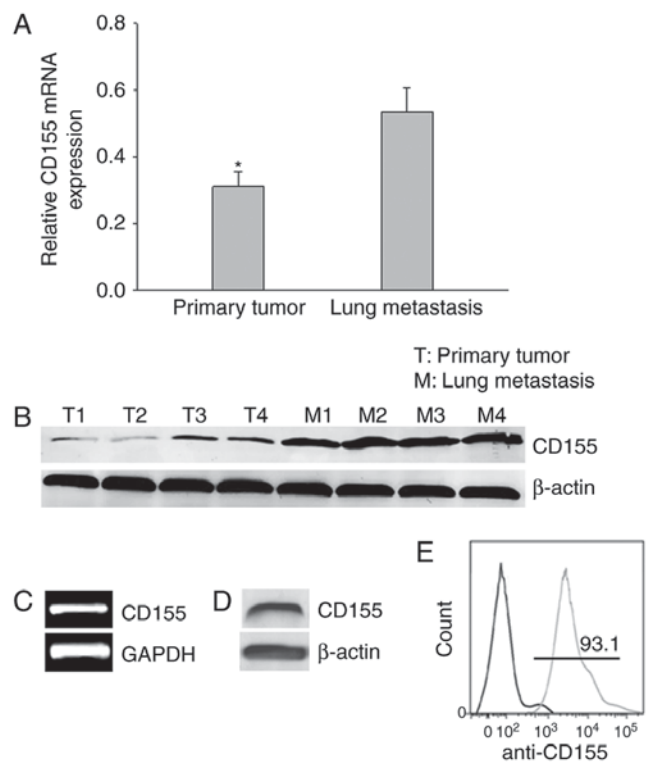 A
Relative CD155 mRNA
expression
0.8
0.6
0.4
0.2
0.0
*
Primary tumor
Lung metastasis
T: Primary tumor
M: Lung metastasis
B
T1 T2 T3 T4 M1 M2 M3 M4
CD155
β-actin
C
CD155
GAPDH
D
CD155
β-actin
E
Count
93.1
0
0 10² 10³ 10⁴ 10⁵
anti-CD155